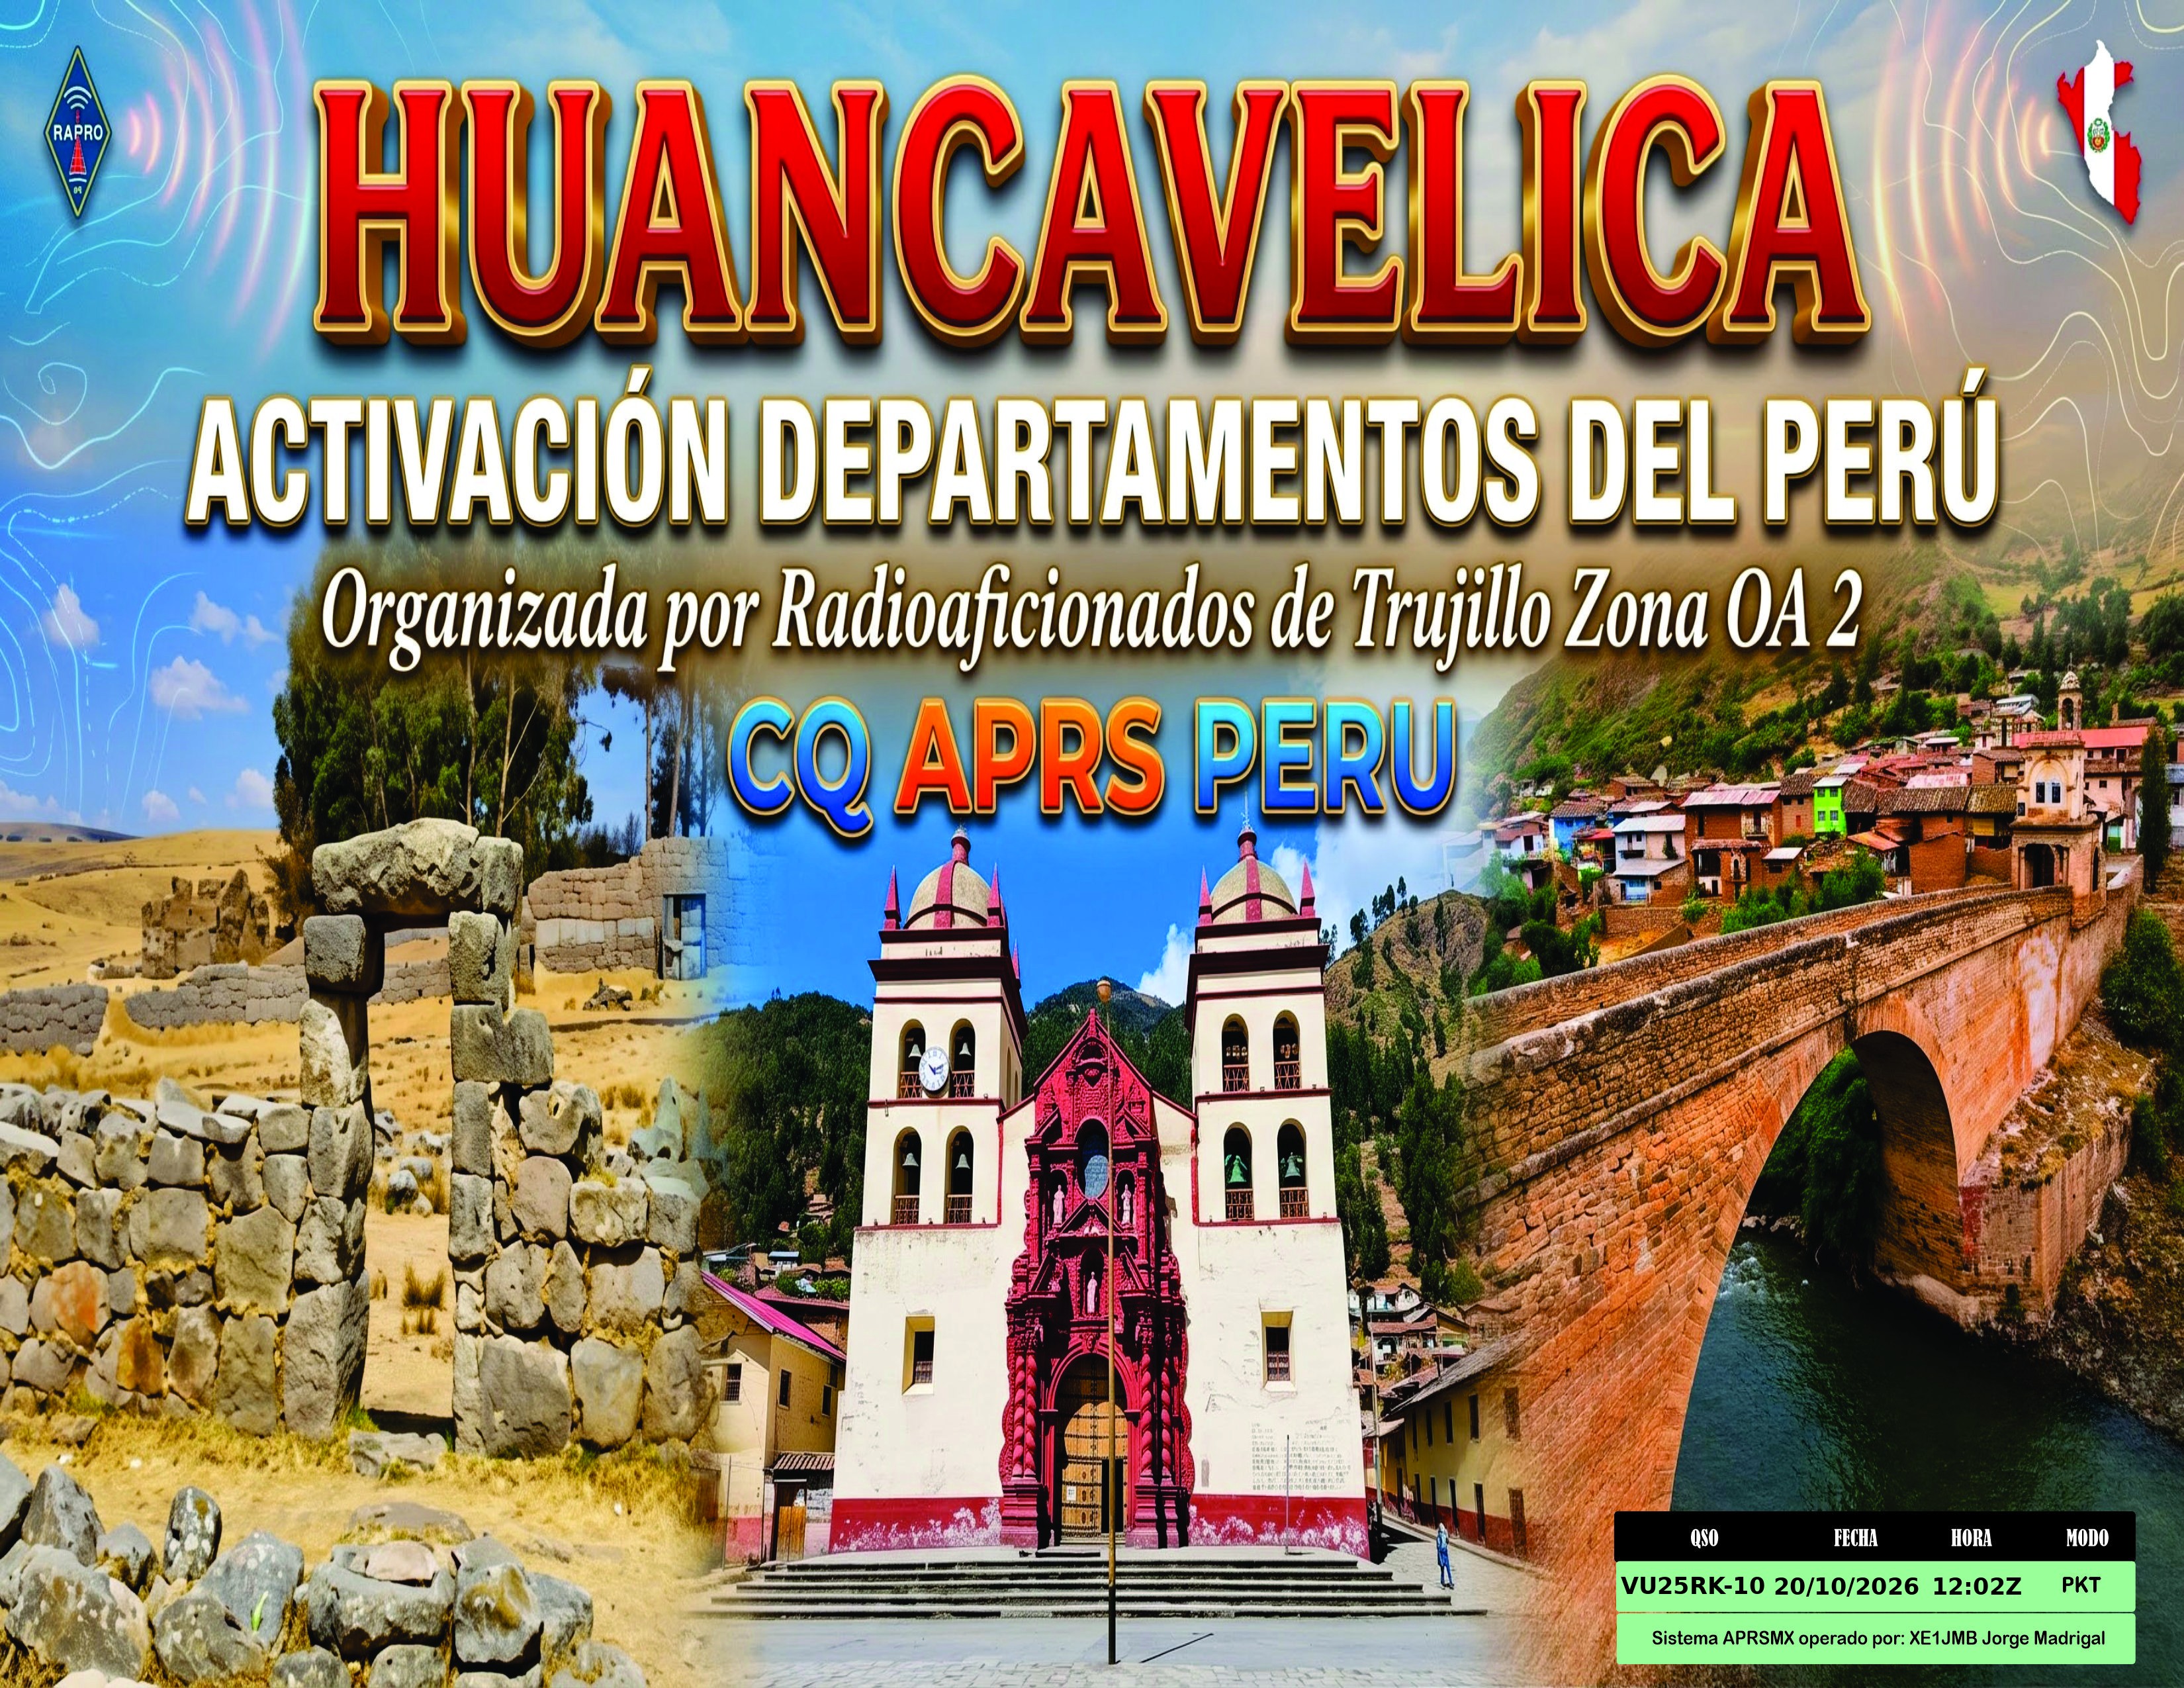 RAPRO
HUANCAVELICA
ACTIVACIÓN DEPARTAMENTOS DEL PERÚ
Organizada por Radioaficionados de Trujillo Zona OA 2
CQ APRS PERU
QSO FECHA HORA MODO
VU25RK-10 20/10/2026 12:02Z PKT
Sistema APRSMX operado por: XE1JMB Jorge Madrigal